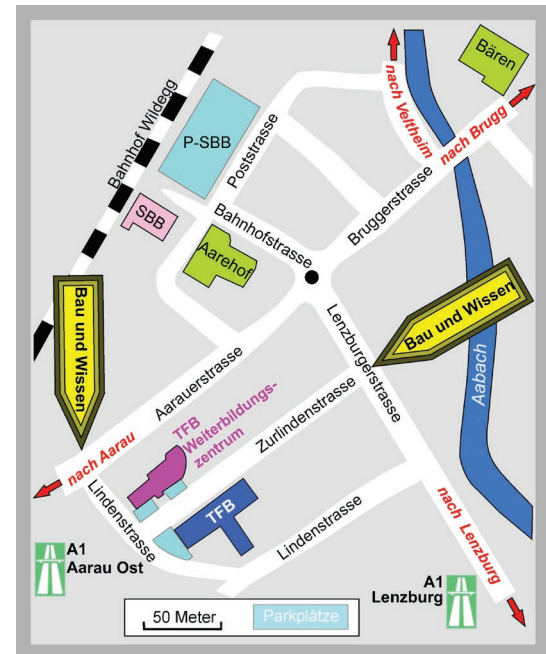 Bären
nach Veltheim
nach Brugg
Bahnhof Wildegg
P-SBB
Poststrasse
SBB
Bahnhofstrasse
Bruggerstrasse
Aarehof
Bau und Wissen
Bau und Wissen
Aabach
Lenzburgerstrasse
Aarauerstrasse
TFB
Weiterbildungs-
zentrum
Zurlindenstrasse
nach Aarau
Lindenstrasse
TFB
Lindenstrasse
nach Lenzburg
A1
Aarau Ost
A1
Lenzburg
50 Meter
Parkplätze